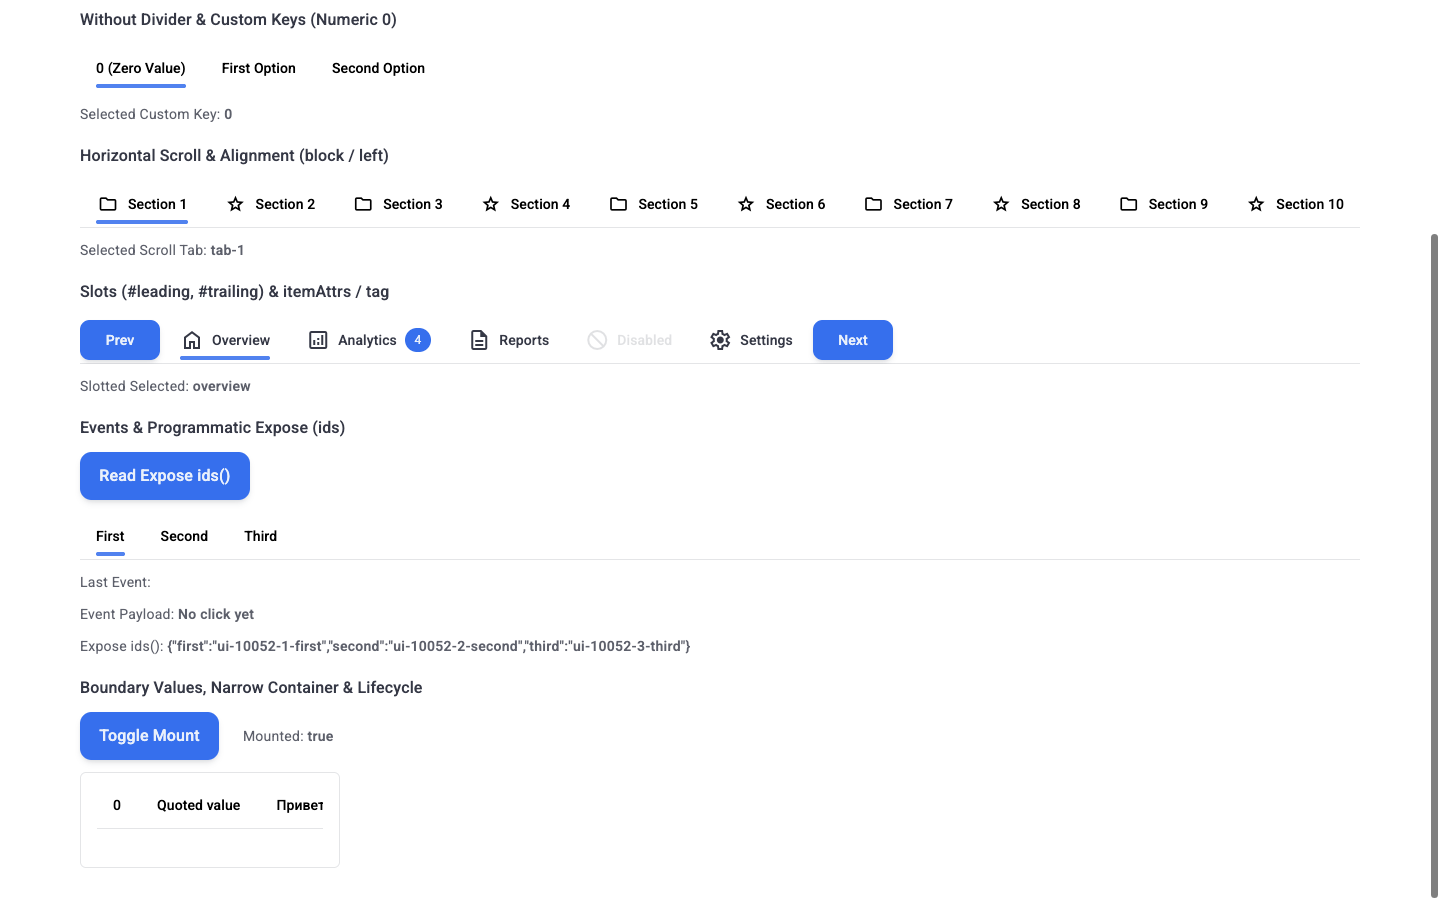 Without Divider & Custom Keys (Numeric 0)
0 (Zero Value) First Option Second Option
Selected Custom Key: 0
Horizontal Scroll & Alignment (block / left)
Section 1 Section 2 Section 3 Section 4 Section 5 Section 6 Section 7 Section 8 Section 9 Section 10
Selected Scroll Tab: tab-1
Slots (#leading, #trailing) & itemAttrs / tag
Prev Overview Analytics 4 Reports Disabled Settings Next
Slotted Selected: overview
Events & Programmatic Expose (ids)
Read Expose ids()
First Second Third
Last Event:
Event Payload: No click yet
Expose ids(): {"first":"ui-10052-1-first","second":"ui-10052-2-second","third":"ui-10052-3-third"}
Boundary Values, Narrow Container & Lifecycle
Toggle Mount Mounted: true
0 Quoted value Привет